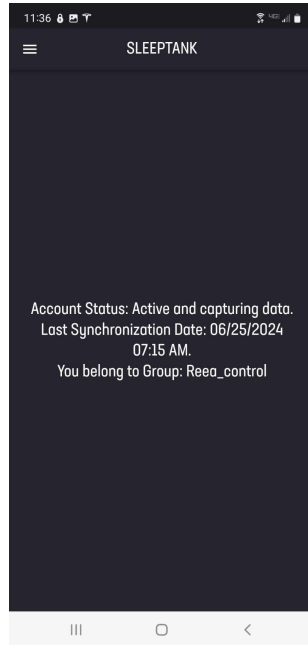 11:36
SLEEPTANK
Account Status: Active and capturing data.
Last Synchronization Date: 06/25/2024
07:15 AM.
You belong to Group: Reea_control